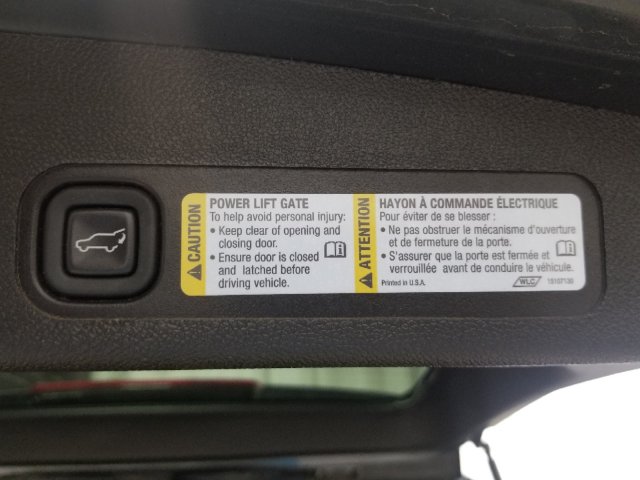 CAUTION
POWER LIFT GATE
To help avoid personal injury:
• Keep clear of opening and
closing door.
• Ensure door is closed
and latched before
driving vehicle.
ATTENTION
HAYON À COMMANDE ÉLECTRIQUE
Pour éviter de se blesser :
• Ne pas obstruer le mécanisme d'ouverture
et de fermeture de la porte.
• S'assurer que la porte est fermée et
verrouillée avant de conduire le véhicule.
Printed in U.S.A.
WLC
15107130